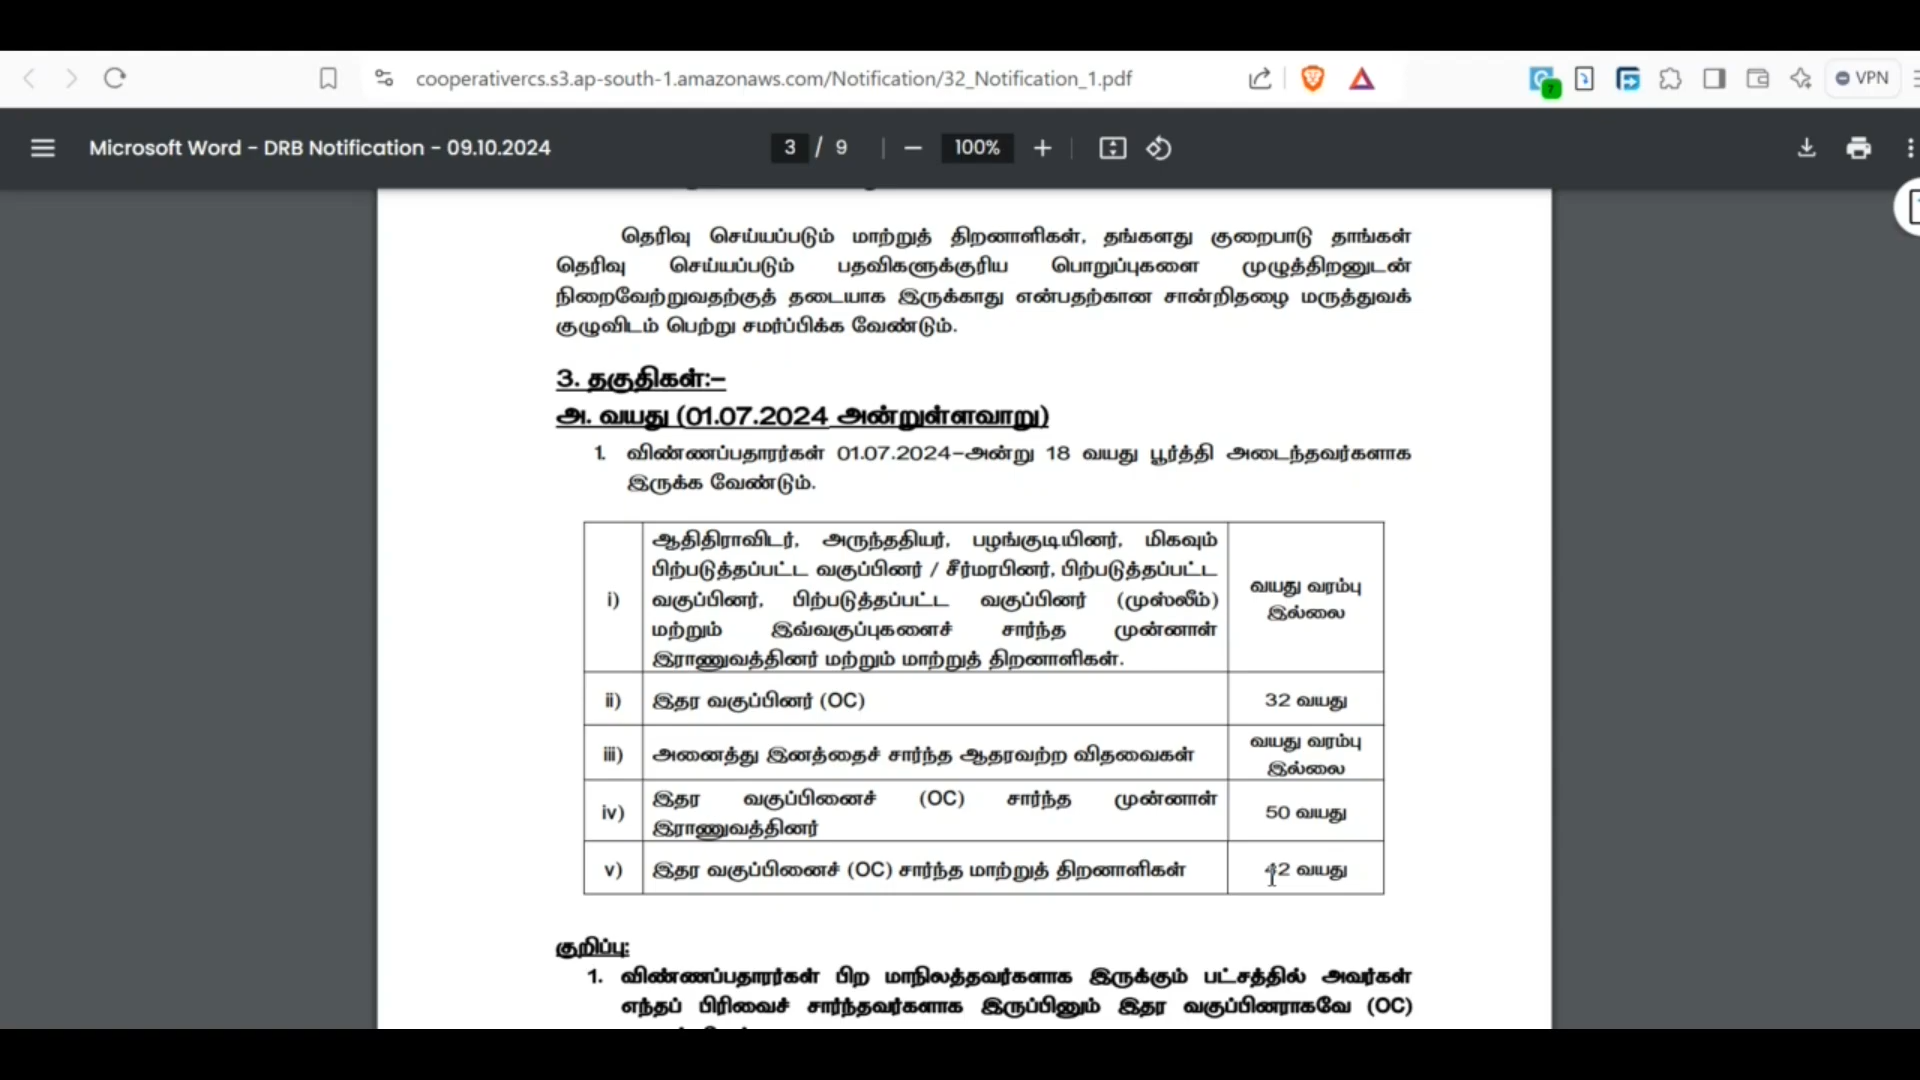 cooperativercs.s3.ap-south-1.amazonaws.com/Notification/32_Notification_1.pdf
VPN
Microsoft Word - DRB Notification - 09.10.2024
3 / 9
100%
தெரிவு செய்யப்படும் மாற்றுத் திறனாளிகள், தங்களது குறைபாடு தாங்கள்
தெரிவு செய்யப்படும் பதவிகளுக்குரிய பொறுப்புகளை முழுத்திறனுடன்
நிறைவேற்றுவதற்குத் தடையாக இருக்காது என்பதற்கான சான்றிதழை மருத்துவக்
குழுவிடம் பெற்று சமர்ப்பிக்க வேண்டும்.
3. தகுதிகள்:–
அ. வயது (01.07.2024 அன்றுள்ளவாறு)
1. விண்ணப்பதாரர்கள் 01.07.2024–அன்று 18 வயது பூர்த்தி அடைந்தவர்களாக
இருக்க வேண்டும்.
i)
ஆதிதிராவிடர், அருந்ததியர், பழங்குடியினர், மிகவும்
பிற்படுத்தப்பட்ட வகுப்பினர் / சீர்மரபினர், பிற்படுத்தப்பட்ட
வகுப்பினர், பிற்படுத்தப்பட்ட வகுப்பினர் (முஸ்லீம்)
மற்றும் இவ்வகுப்புகளைச் சார்ந்த முன்னாள்
இராணுவத்தினர் மற்றும் மாற்றுத் திறனாளிகள்.
வயது வரம்பு
இல்லை
ii) இதர வகுப்பினர் (OC) 32 வயது
iii) அனைத்து இனத்தைச் சார்ந்த ஆதரவற்ற விதவைகள்
வயது வரம்பு
இல்லை
iv)
இதர வகுப்பினைச் (OC) சார்ந்த முன்னாள்
இராணுவத்தினர்
50 வயது
v) இதர வகுப்பினைச் (OC) சார்ந்த மாற்றுத் திறனாளிகள் 42 வயது
குறிப்பு:
1. விண்ணப்பதாரர்கள் பிற மாநிலத்தவர்களாக இருக்கும் பட்சத்தில் அவர்கள்
எந்தப் பிரிவைச் சார்ந்தவர்களாக இருப்பினும் இதர வகுப்பினராகவே (OC)